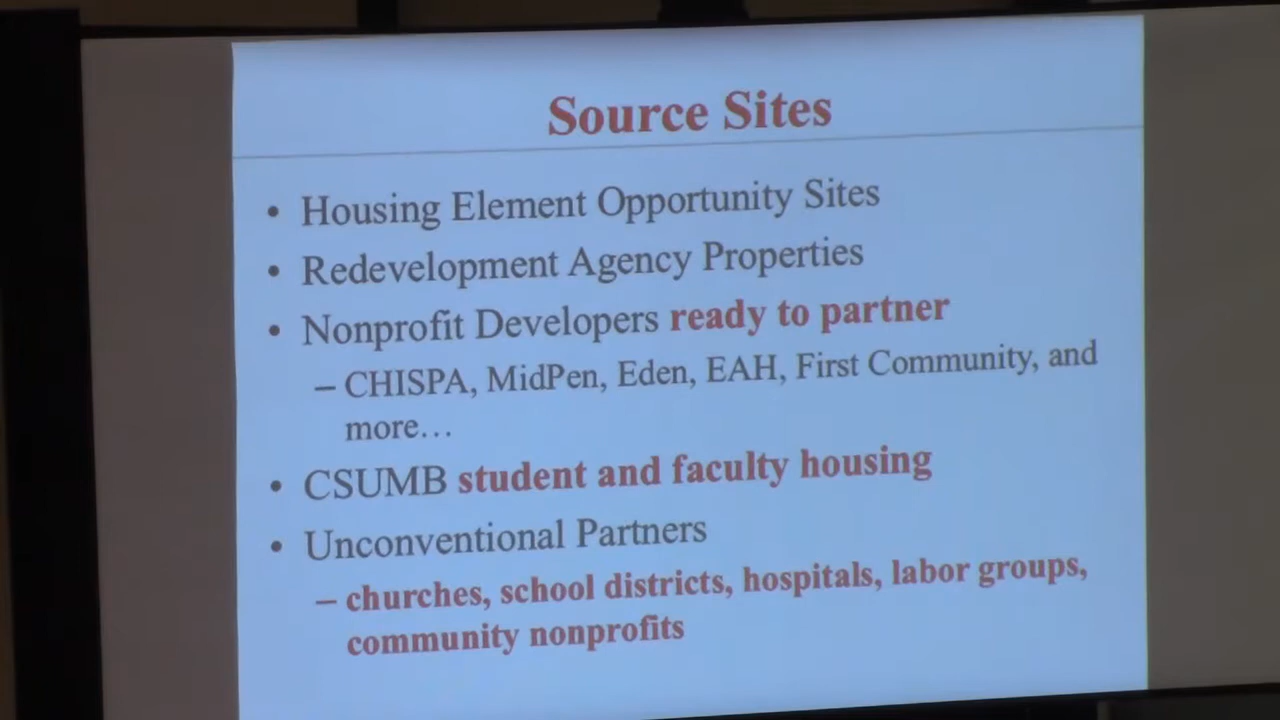 Source Sites
• Housing Element Opportunity Sites
• Redevelopment Agency Properties
• Nonprofit Developers ready to partner
– CHISPA, MidPen, Eden, EAH, First Community, and
more…
• CSUMB student and faculty housing
• Unconventional Partners
– churches, school districts, hospitals, labor groups,
community nonprofits